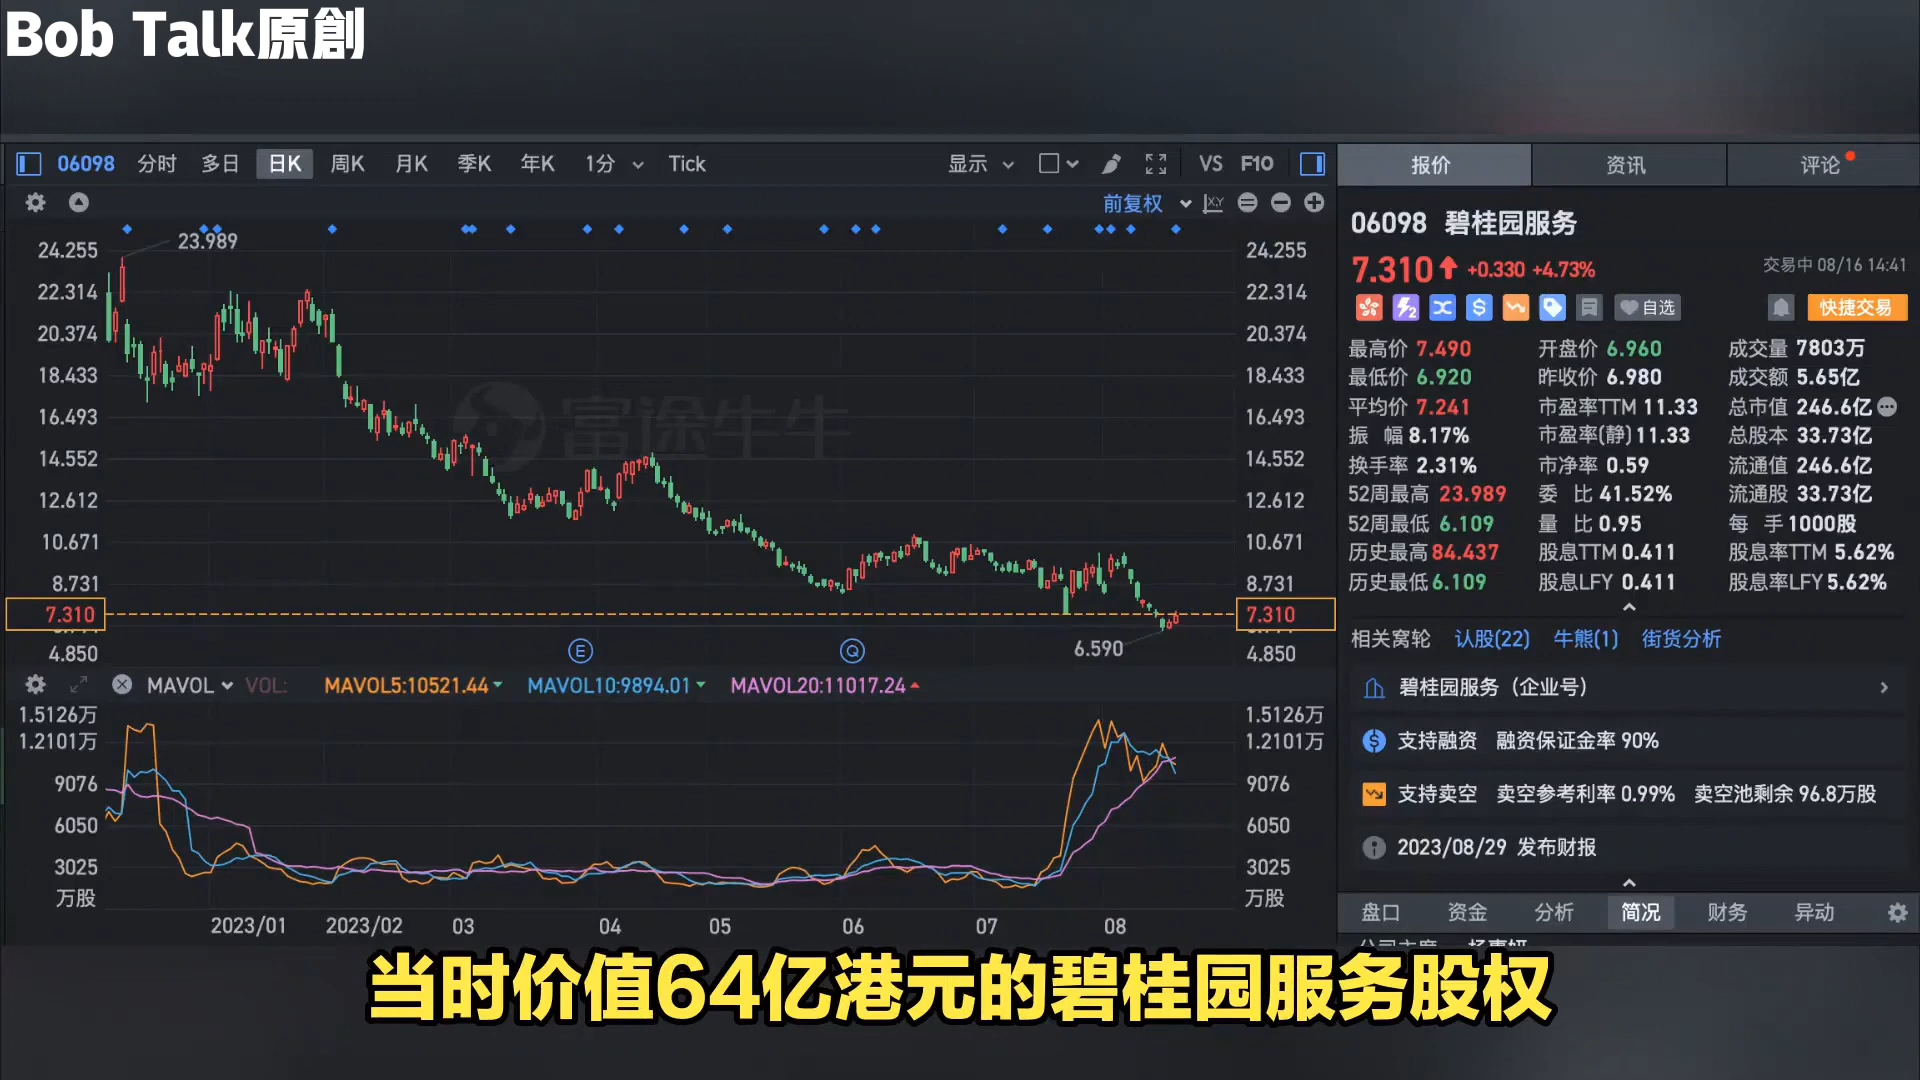 Bob Talk原創
06098 分时 多日 日K 周K 月K 季K 年K 1分 Tick 显示 VS F10
报价 资讯 评论
前复权
06098 碧桂园服务
7.310 +0.330 +4.73% 交易中 08/16 14:41
自选 快捷交易
最高价 7.490 开盘价 6.960 成交量 7803万
最低价 6.920 昨收价 6.980 成交额 5.65亿
平均价 7.241 市盈率TTM 11.33 总市值 246.6亿
振 幅 8.17% 市盈率(静) 11.33 总股本 33.73亿
换手率 2.31% 市净率 0.59 流通值 246.6亿
52周最高 23.989 委 比 41.52% 流通股 33.73亿
52周最低 6.109 量 比 0.95 每 手 1000股
历史最高 84.437 股息TTM 0.411 股息率TTM 5.62%
历史最低 6.109 股息LFY 0.411 股息率LFY 5.62%
相关窝轮 认股(22) 牛熊(1) 街货分析
碧桂园服务（企业号）
支持融资 融资保证金率 90%
支持卖空 卖空参考利率 0.99% 卖空池剩余 96.8万股
2023/08/29 发布财报
盘口 资金 分析 简况 财务 异动
23.989
24.255 24.255
22.314 22.314
20.374 20.374
18.433 18.433
16.493 16.493
14.552 14.552
12.612 12.612
10.671 10.671
8.731 8.731
7.310 7.310
6.590
4.850 4.850
富途牛牛
E Q
MAVOL VOL: MAVOL5:10521.44 MAVOL10:9894.01 MAVOL20:11017.24
1.5126万 1.5126万
1.2101万 1.2101万
9076 9076
6050 6050
3025 3025
万股 万股
2023/01 2023/02 03 04 05 06 07 08
当时价值64亿港元的碧桂园服务股权